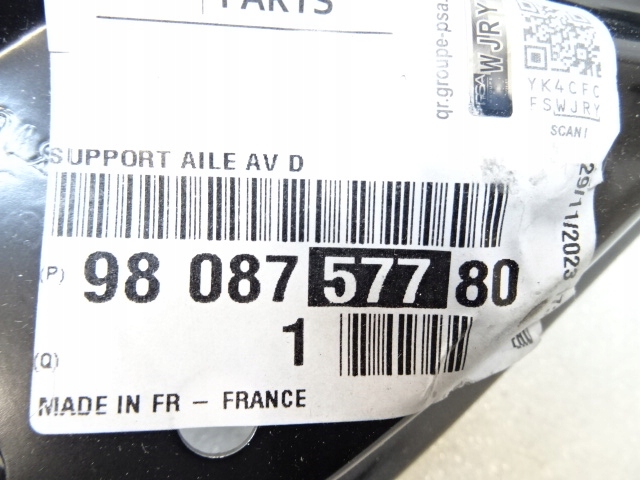 PARTS
qr.groupe-psa.
PSA
WJRY
YK4CFC
FSWJRY
SCAN!
29/11/2023
SUPPORT AILE AV D
(P) 98 087 577 80
(Q) 1
MADE IN FR - FRANCE